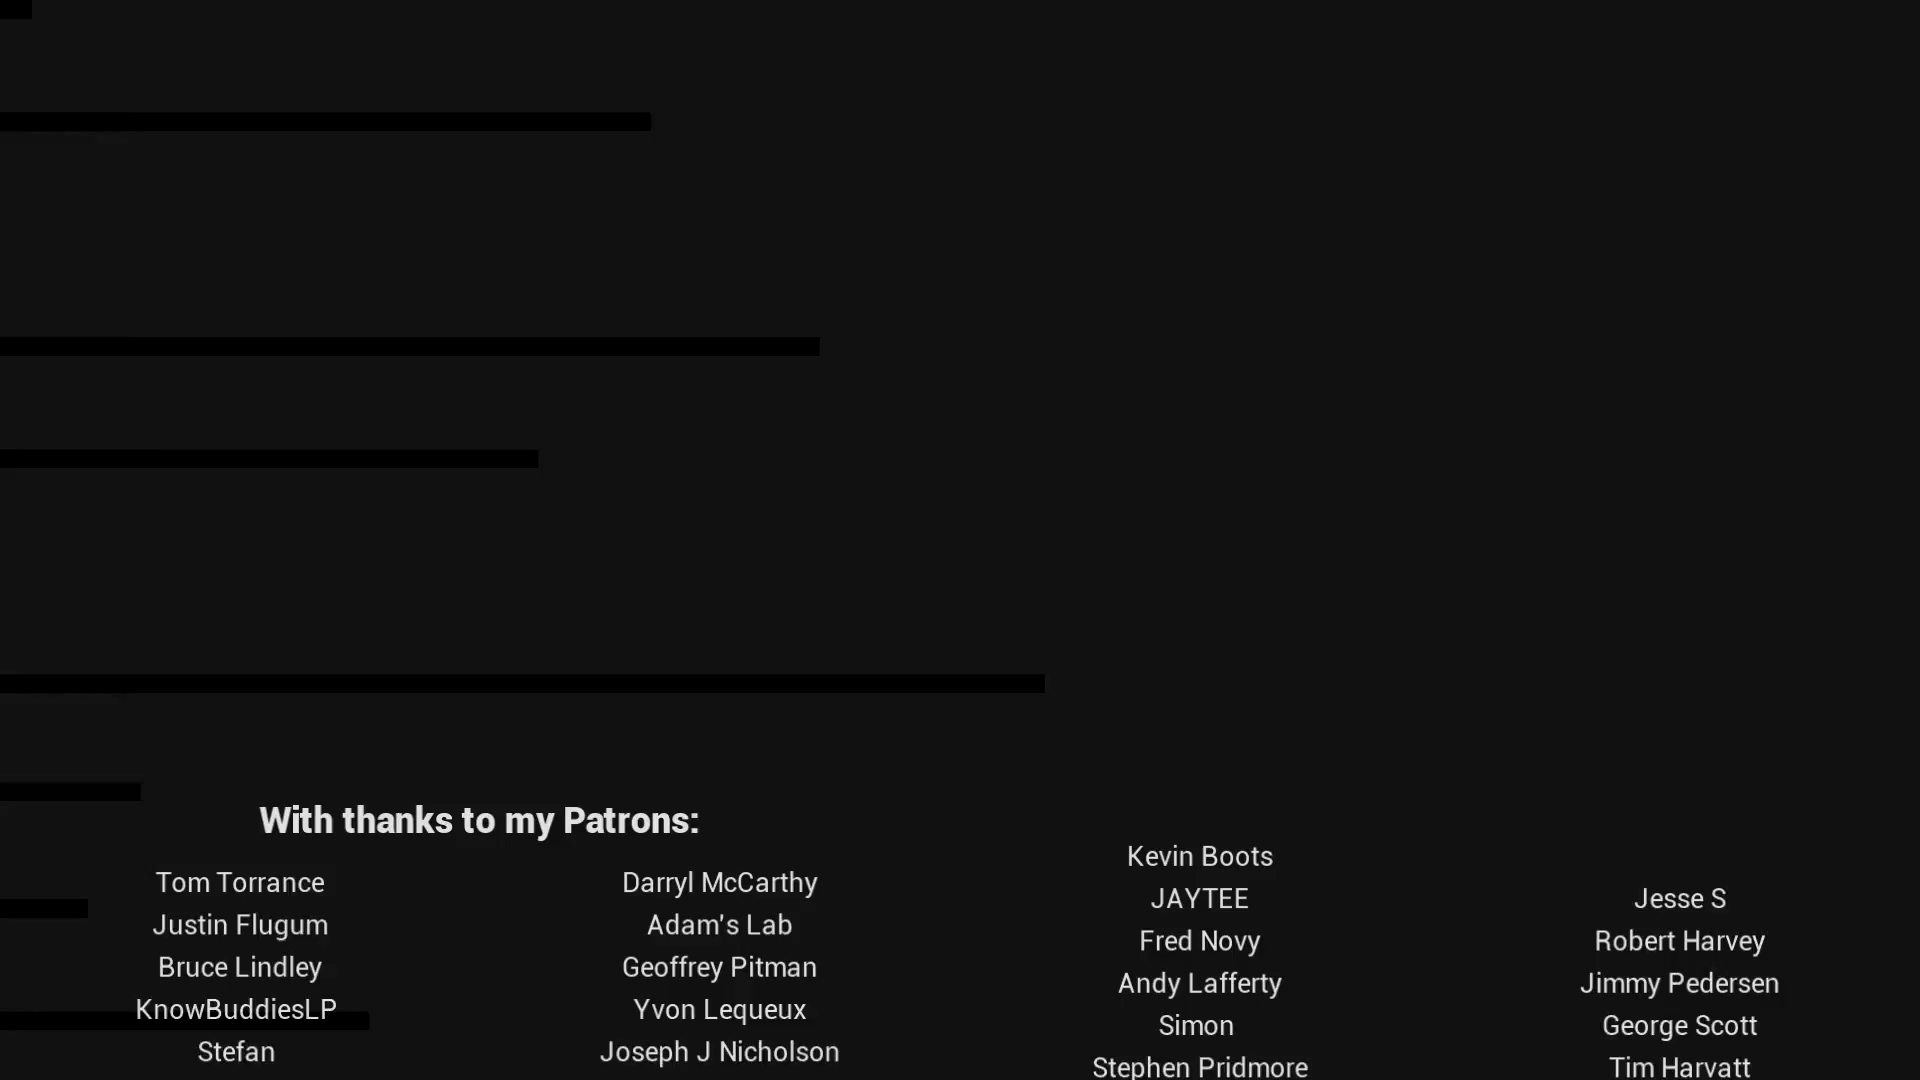 With thanks to my Patrons:
Tom Torrance
Justin Flugum
Bruce Lindley
KnowBuddiesLP
Stefan
Darryl McCarthy
Adam's Lab
Geoffrey Pitman
Yvon Lequeux
Joseph J Nicholson
Kevin Boots
JAYTEE
Fred Novy
Andy Lafferty
Simon
Stephen Pridmore
Jesse S
Robert Harvey
Jimmy Pedersen
George Scott
Tim Harvatt